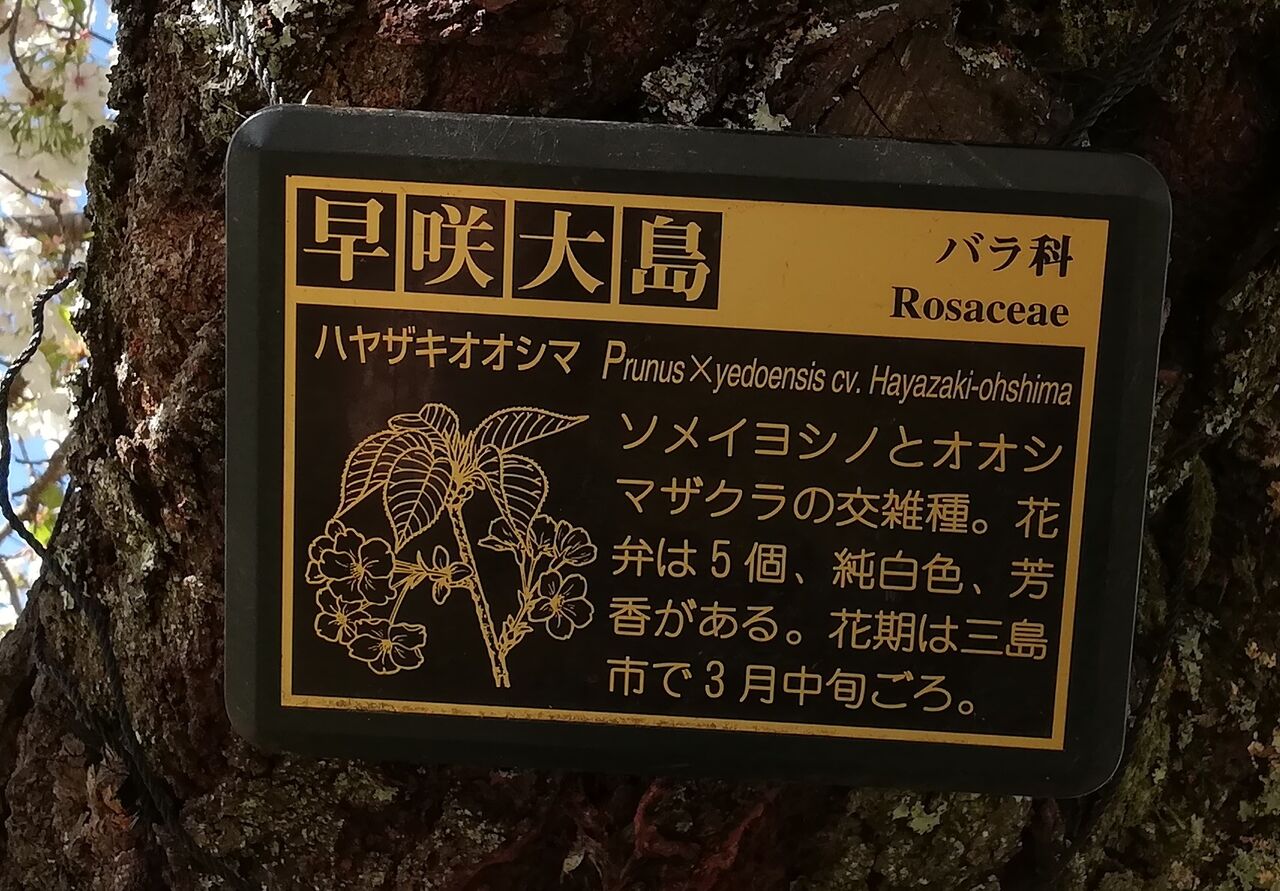 早咲大島
バラ科
Rosaceae
ハヤザキオオシマ Prunus×yedoensis cv. Hayazaki-ohshima
ソメイヨシノとオオシ
マザクラの交雑種。花
弁は5個、純白色、芳
香がある。花期は三島
市で3月中旬ごろ。